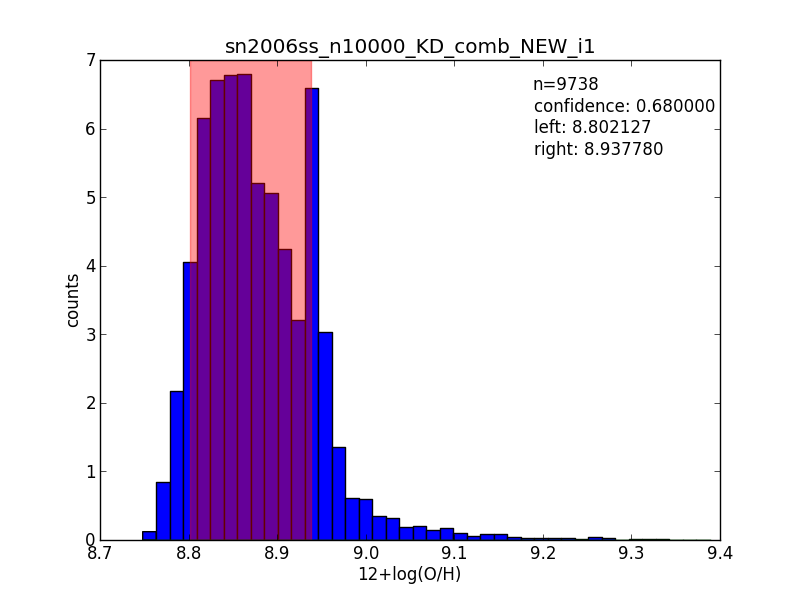 sn2006ss_n10000_KD_comb_NEW_i1
n=9738
confidence: 0.680000
left: 8.802127
right: 8.937780
counts
7
6
5
4
3
2
1
0
8.7 8.8 8.9 9.0 9.1 9.2 9.3 9.4
12+log(O/H)